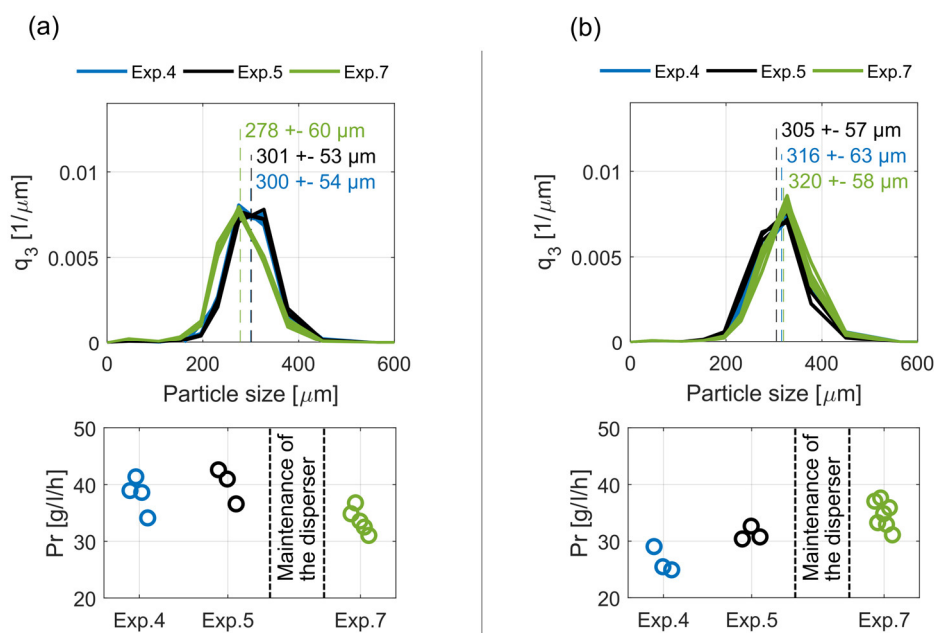 (a)
Exp.4 Exp.5 Exp.7
278 +- 60 μm
301 +- 53 μm
300 +- 54 μm
0.01
0.005
0
q3 [1/μm]
0 200 400 600
Particle size [μm]
50
40
30
20
Pr [g/l/h]
Maintenance of
the disperser
Exp.4 Exp.5 Exp.7
(b)
Exp.4 Exp.5 Exp.7
305 +- 57 μm
316 +- 63 μm
320 +- 58 μm
0.01
0.005
0
q3 [1/μm]
0 200 400 600
Particle size [μm]
50
40
30
20
Pr [g/l/h]
Maintenance of
the disperser
Exp.4 Exp.5 Exp.7